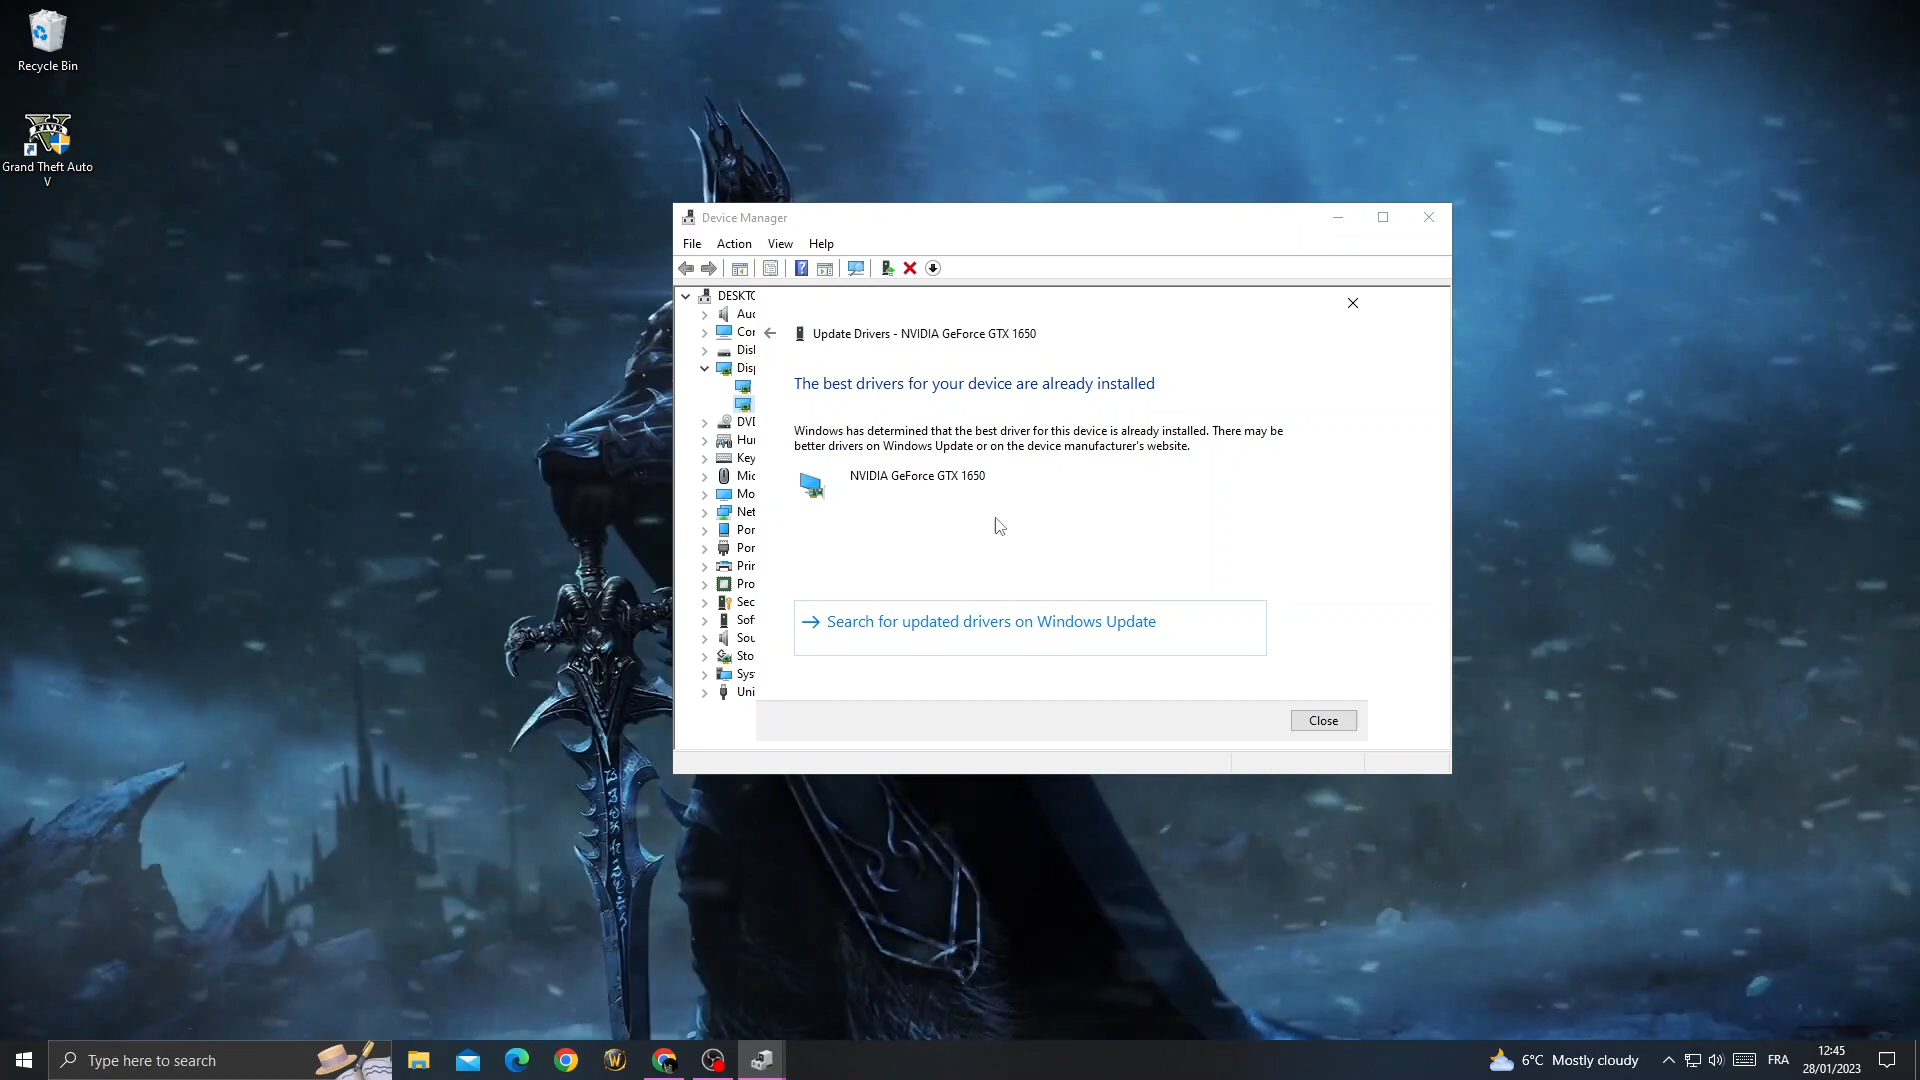 Recycle Bin
Grand Theft Auto
V
Device Manager
File Action View Help
DESKTC
Auc
Cor
Disl
Disp
DVI
Hui
Key
Mic
Mo
Net
Por
Por
Prir
Pro
Sec
Sof
Sou
Sto
Sys
Uni
Update Drivers - NVIDIA GeForce GTX 1650
The best drivers for your device are already installed
Windows has determined that the best driver for this device is already installed. There may be
better drivers on Windows Update or on the device manufacturer's website.
NVIDIA GeForce GTX 1650
Search for updated drivers on Windows Update
Close
Type here to search
6°C Mostly cloudy
FRA
12:45
28/01/2023